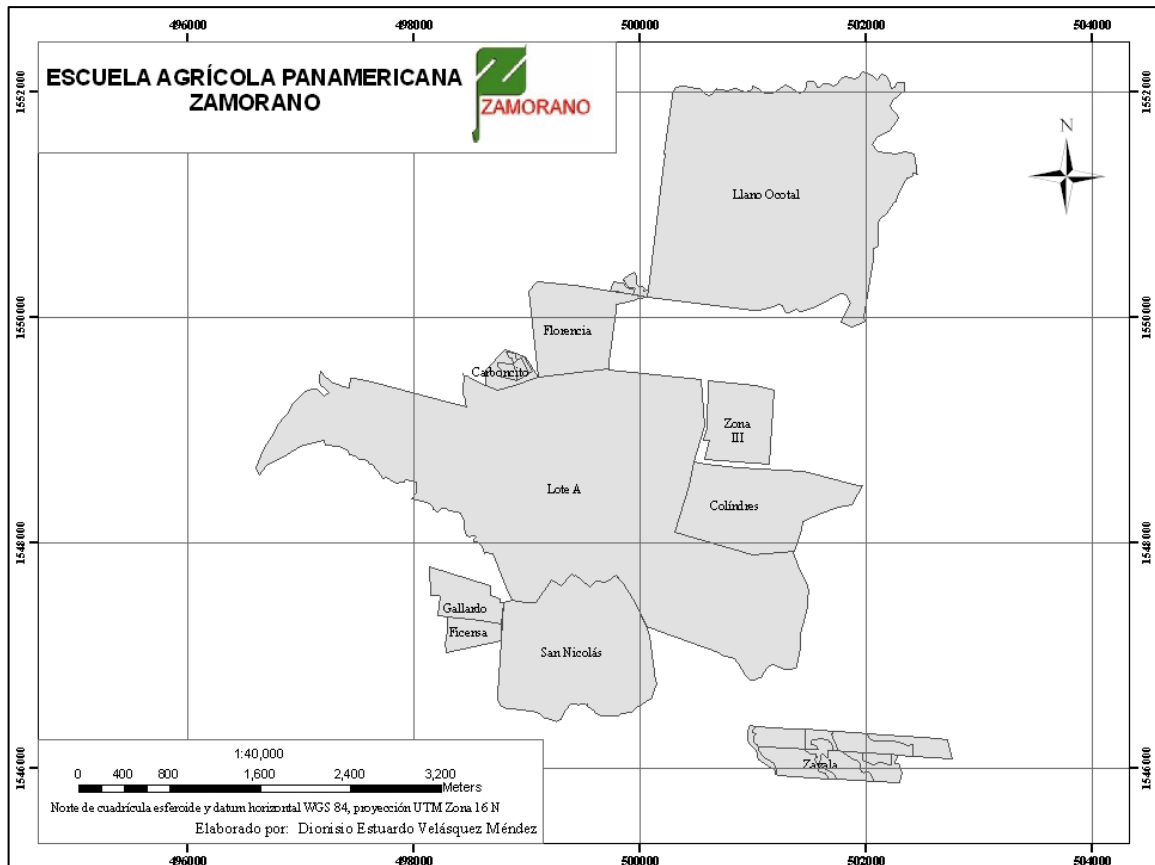 496000 498000 500000 502000 504000
ESCUELA AGRÍCOLA PANAMERICANA
ZAMORANO
ZAMORANO
1552000 1552000
N
Llano Ocotal
1550000 1550000
Florencia
Carboncito
Zona
III
Lote A
Colíndres
1548000 1548000
Gallardo
Ficensa
San Nicolás
1:40,000
Zavala
1546000 1546000
0 400 800 1,600 2,400 3,200
Meters
Norte de cuadrícula esferoide y datum horizontal WGS 84, proyección UTM Zona 16 N
Elaborado por: Dionisio Estuardo Velásquez Méndez
496000 498000 500000 502000 504000